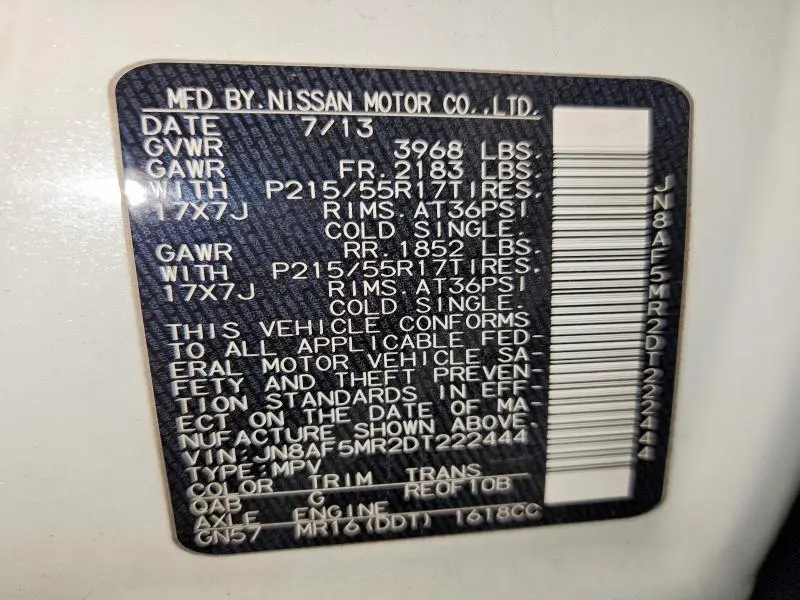 MFD BY.NISSAN MOTOR CO.,LTD.
DATE 7/13
GVWR 3968 LBS.
GAWR FR.2183 LBS.
WITH P215/55R17TIRES.
17X7J RIMS.AT36PSI
COLD SINGLE.
GAWR RR.1852 LBS.
WITH P215/55R17TIRES.
17X7J RIMS.AT36PSI
COLD SINGLE.
THIS VEHICLE CONFORMS
TO ALL APPLICABLE FED-
ERAL MOTOR VEHICLE SA-
FETY AND THEFT PREVEN-
TION STANDARDS IN EFF-
ECT ON THE DATE OF MA-
NUFACTURE SHOWN ABOVE.
VIN:JN8AF5MR2DT222444
TYPE:MPV
COLOR TRIM TRANS
QAB G REOF10B
AXLE ENGINE
GN57 MR16(DDT) 1618CC
JN8AF5MR2DT222444